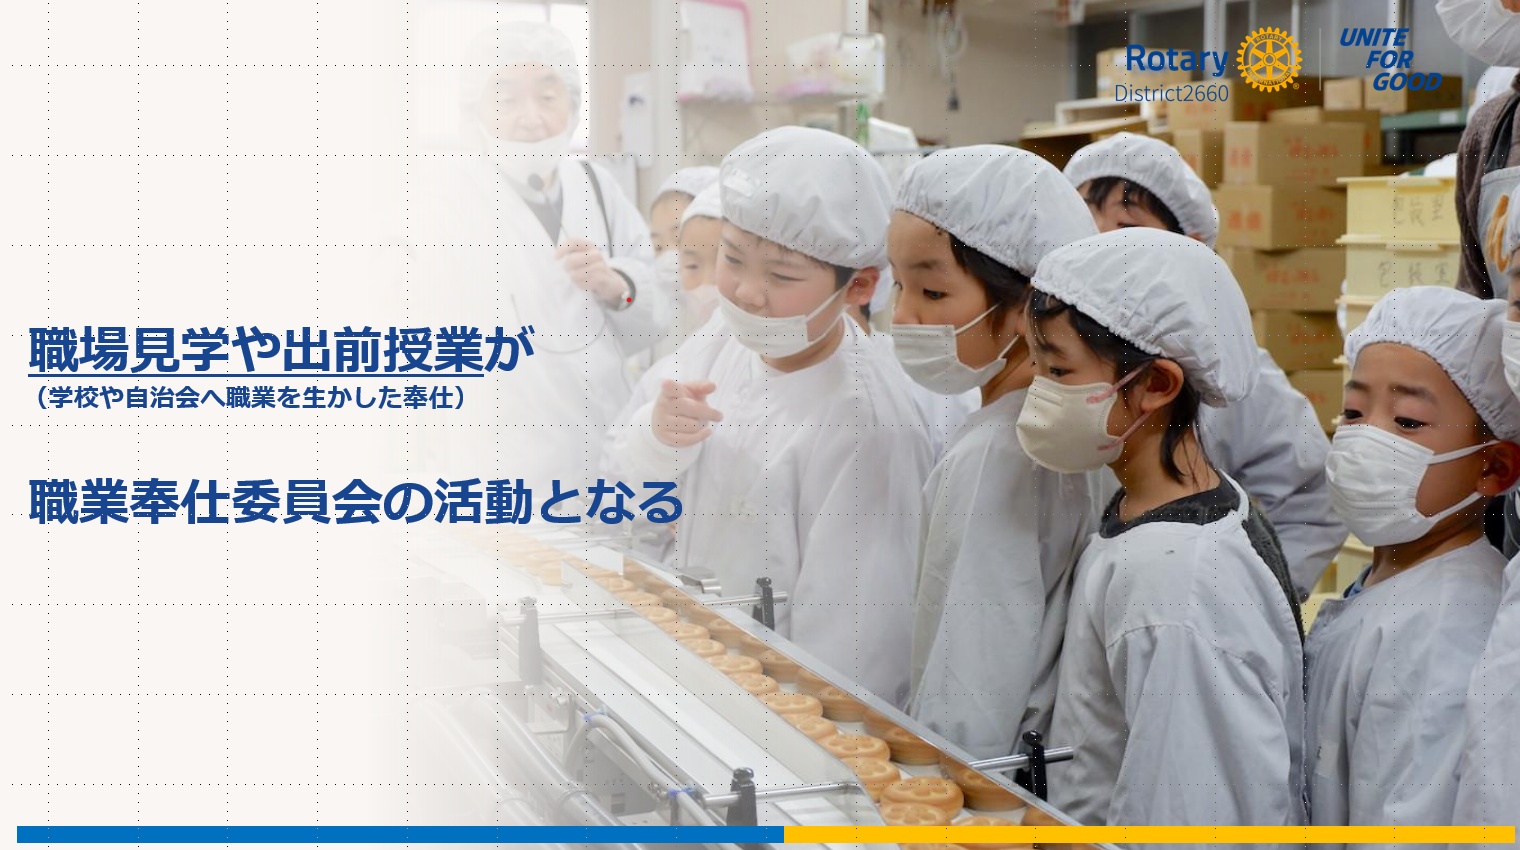 Rotary
District2660
UNITE
FOR
GOOD
職場見学や出前授業が
（学校や自治会へ職業を生かした奉仕）
職業奉仕委員会の活動となる